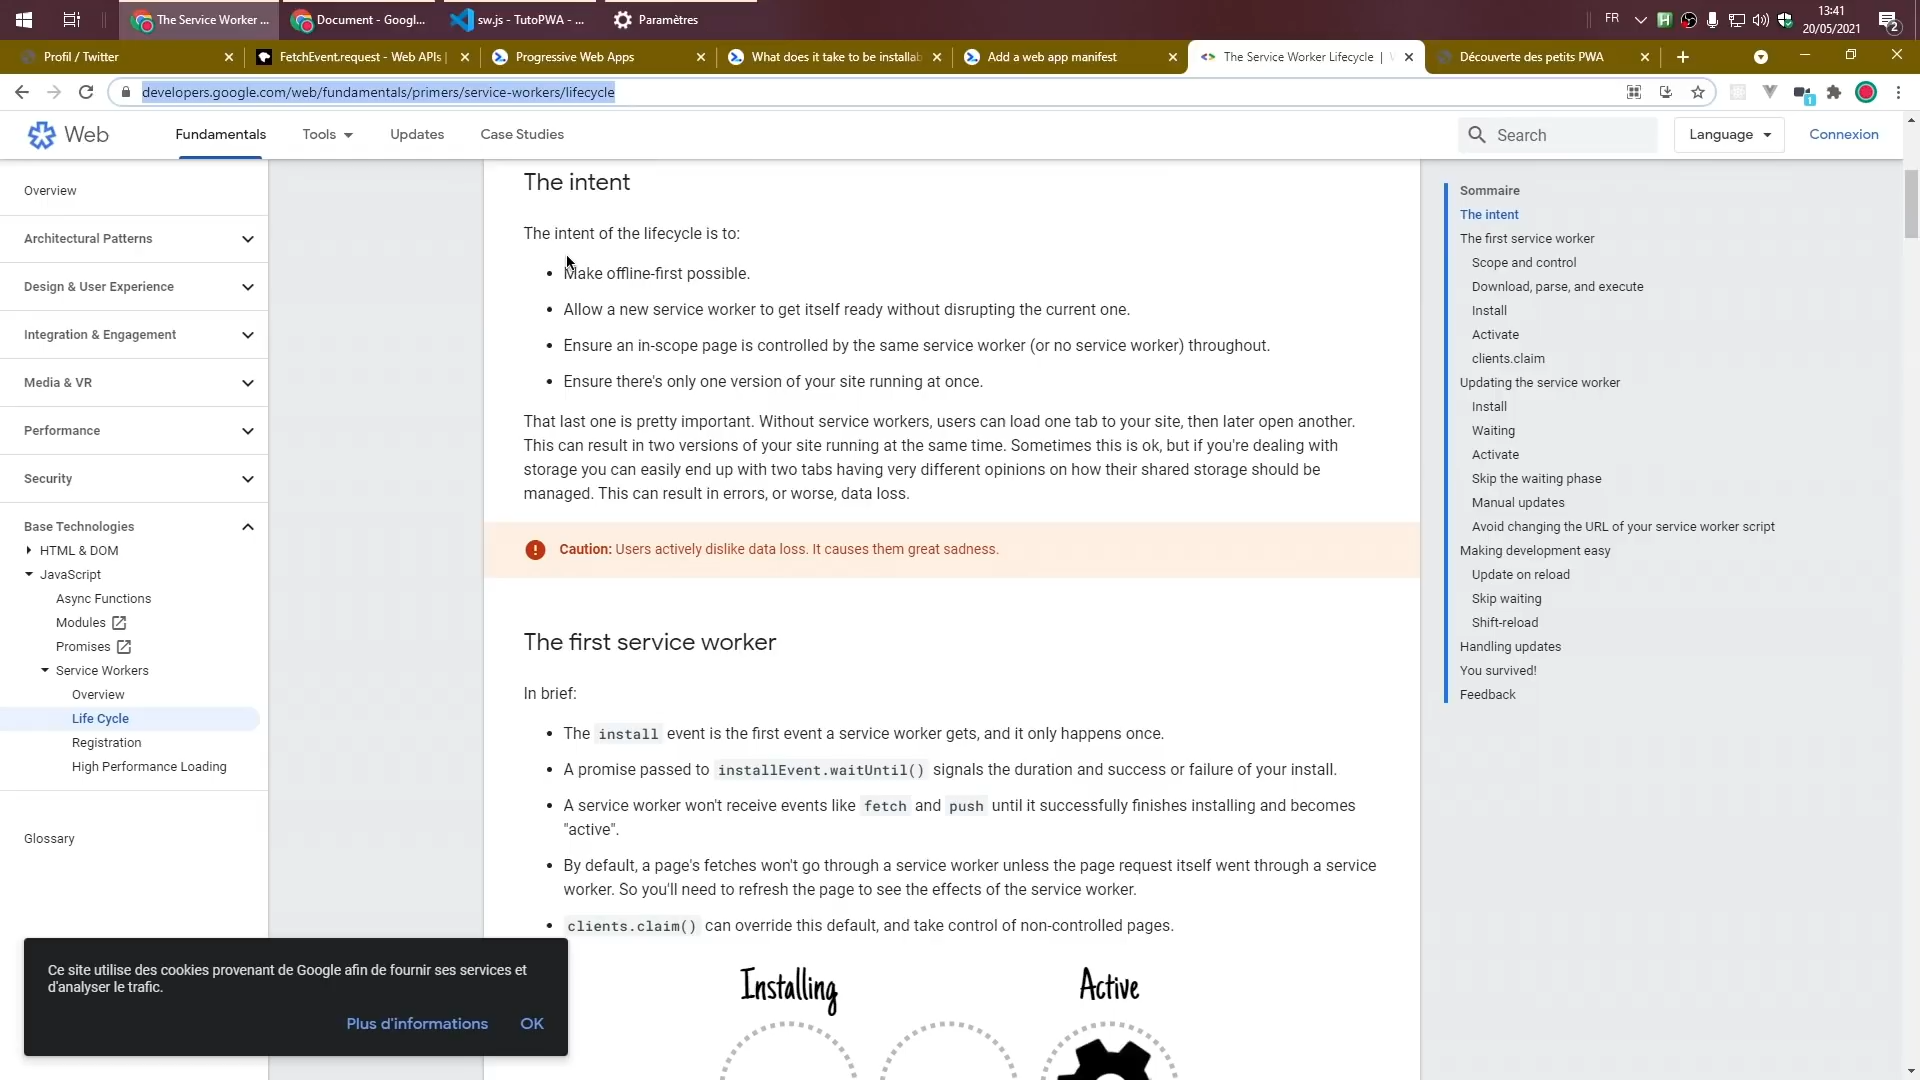 The Service Worker ...
Document - Googl...
sw.js - TutoPWA - ...
Paramètres
FR
13:41
20/05/2021
2
Profil / Twitter
FetchEvent.request - Web APIs |
Progressive Web Apps
What does it take to be installab
Add a web app manifest
The Service Worker Lifecycle |
Découverte des petits PWA
developers.google.com/web/fundamentals/primers/service-workers/lifecycle
1
Web
Fundamentals
Tools
Updates
Case Studies
Search
Language
Connexion
Overview
Architectural Patterns
Design & User Experience
Integration & Engagement
Media & VR
Performance
Security
Base Technologies
HTML & DOM
JavaScript
Async Functions
Modules
Promises
Service Workers
Overview
Life Cycle
Registration
High Performance Loading
Glossary
The intent
The intent of the lifecycle is to:
Make offline-first possible.
Allow a new service worker to get itself ready without disrupting the current one.
Ensure an in-scope page is controlled by the same service worker (or no service worker) throughout.
Ensure there's only one version of your site running at once.
That last one is pretty important. Without service workers, users can load one tab to your site, then later open another.
This can result in two versions of your site running at the same time. Sometimes this is ok, but if you're dealing with
storage you can easily end up with two tabs having very different opinions on how their shared storage should be
managed. This can result in errors, or worse, data loss.
Caution: Users actively dislike data loss. It causes them great sadness.
The first service worker
In brief:
The install event is the first event a service worker gets, and it only happens once.
A promise passed to installEvent.waitUntil() signals the duration and success or failure of your install.
A service worker won't receive events like fetch and push until it successfully finishes installing and becomes
"active".
By default, a page's fetches won't go through a service worker unless the page request itself went through a service
worker. So you'll need to refresh the page to see the effects of the service worker.
clients.claim() can override this default, and take control of non-controlled pages.
Installing
Active
Sommaire
The intent
The first service worker
Scope and control
Download, parse, and execute
Install
Activate
clients.claim
Updating the service worker
Install
Waiting
Activate
Skip the waiting phase
Manual updates
Avoid changing the URL of your service worker script
Making development easy
Update on reload
Skip waiting
Shift-reload
Handling updates
You survived!
Feedback
Ce site utilise des cookies provenant de Google afin de fournir ses services et
d'analyser le trafic.
Plus d'informations
OK